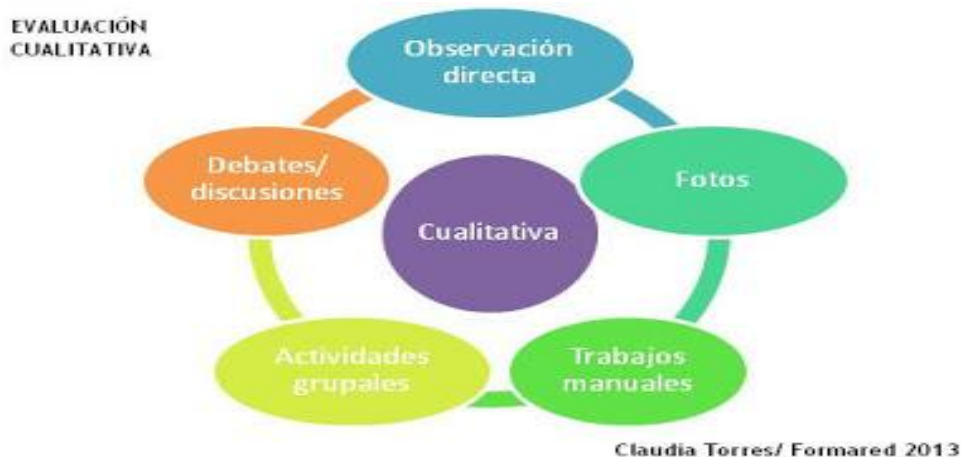 EVALUACIÓN
CUALITATIVA
Observación
directa
Debates/
discusiones
Fotos
Cualitativa
Actividades
grupales
Trabajos
manuales
Claudia Torres/ Formared 2013